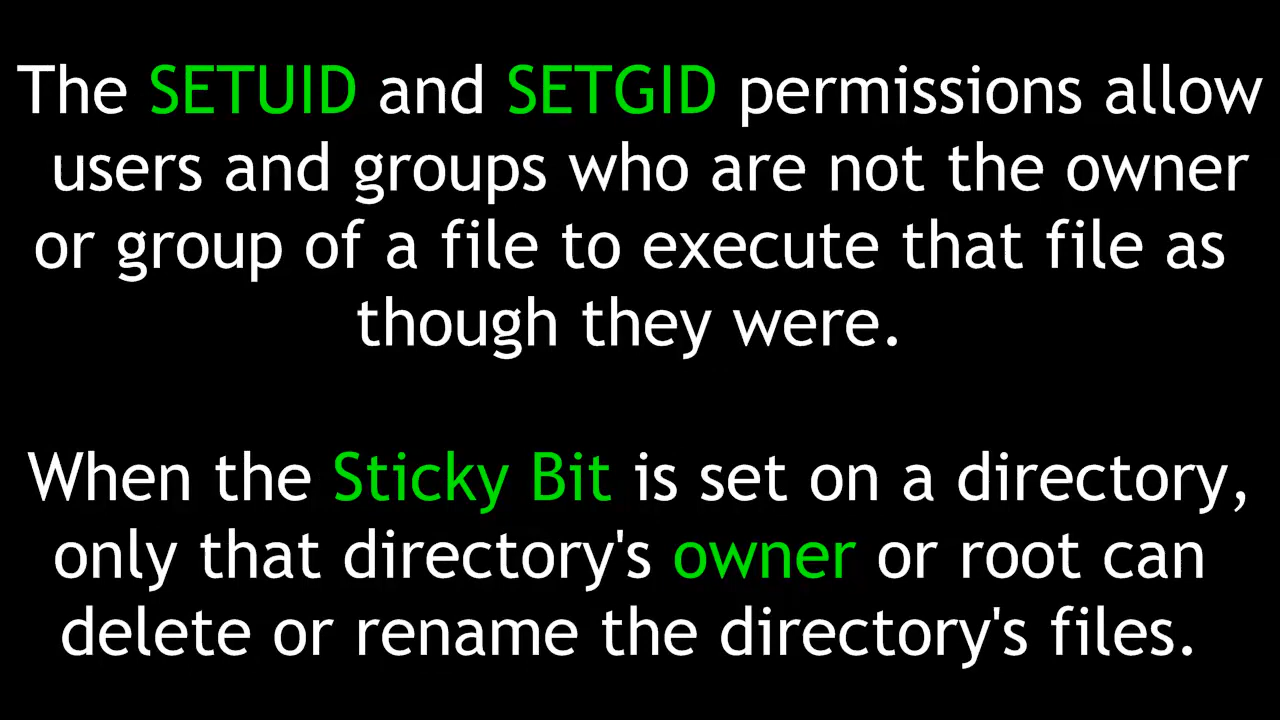 The SETUID and SETGID permissions allow
users and groups who are not the owner
or group of a file to execute that file as
though they were.
When the Sticky Bit is set on a directory,
only that directory's owner or root can
delete or rename the directory's files.